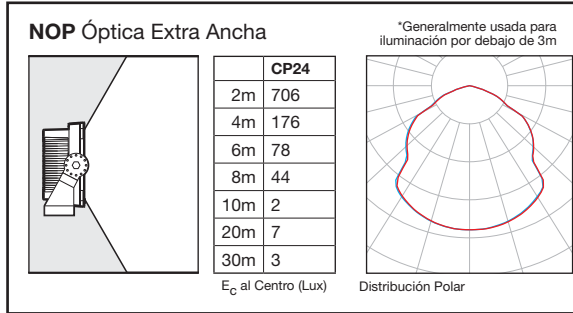 NOP Óptica Extra Ancha
*Generalmente usada para
iluminación por debajo de 3m
CP24
2m 706
4m 176
6m 78
8m 44
10m 2
20m 7
30m 3
Ec al Centro (Lux)
Distribución Polar